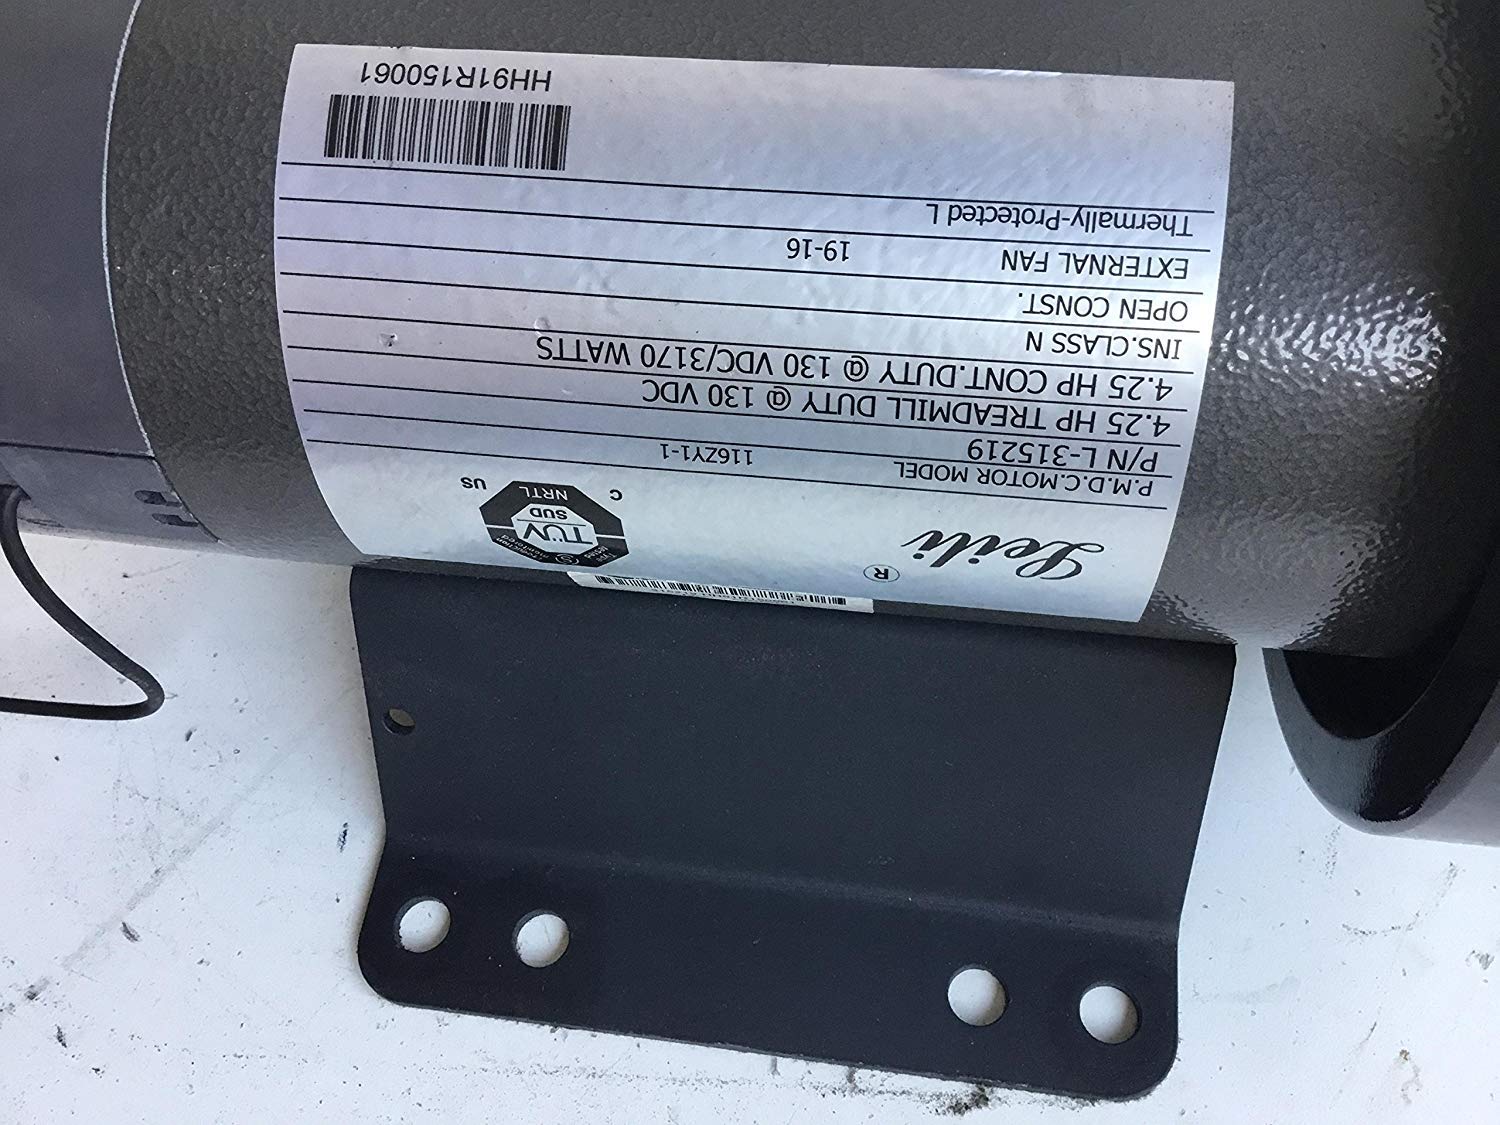 Leili ®
TÜV
SUD
NRTL
C US
P.M.D.C.MOTOR MODEL 116ZY1-1
P/N L-315219
4.25 HP TREADMILL DUTY @ 130 VDC
4.25 HP CONT.DUTY @ 130 VDC/3170 WATTS
INS.CLASS N
OPEN CONST.
EXTERNAL FAN 19-16
Thermally-Protected L
HH91R150061